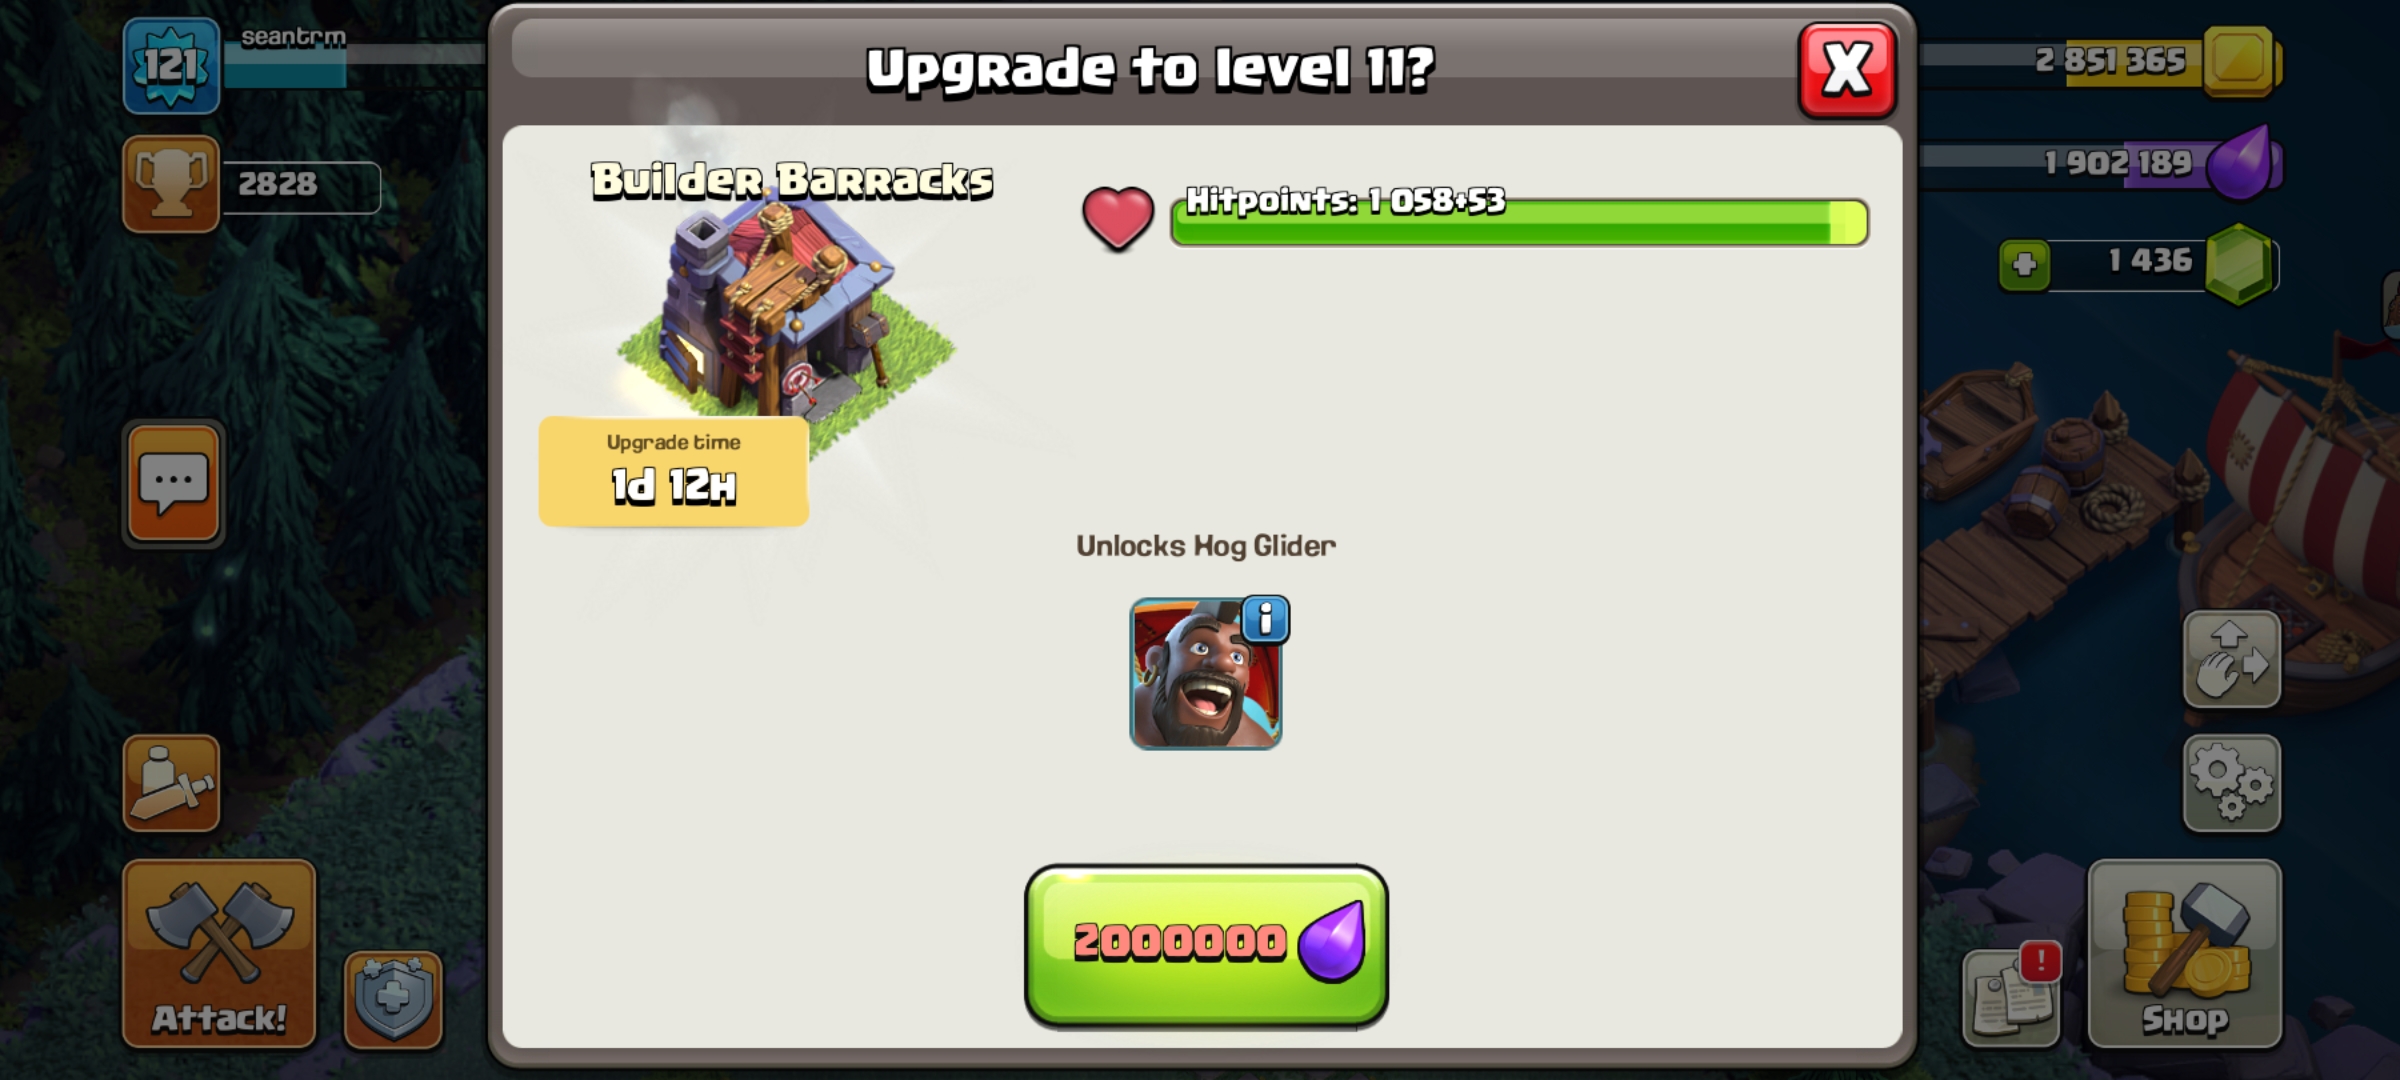 121
seantrm
2828
Attack!
Upgrade to level 11?
X
Builder Barracks
Hitpoints: 1 058+53
Upgrade time
1d 12H
Unlocks Hog Glider
i
2000000
2 851 365
1 902 189
1 436
!
Shop